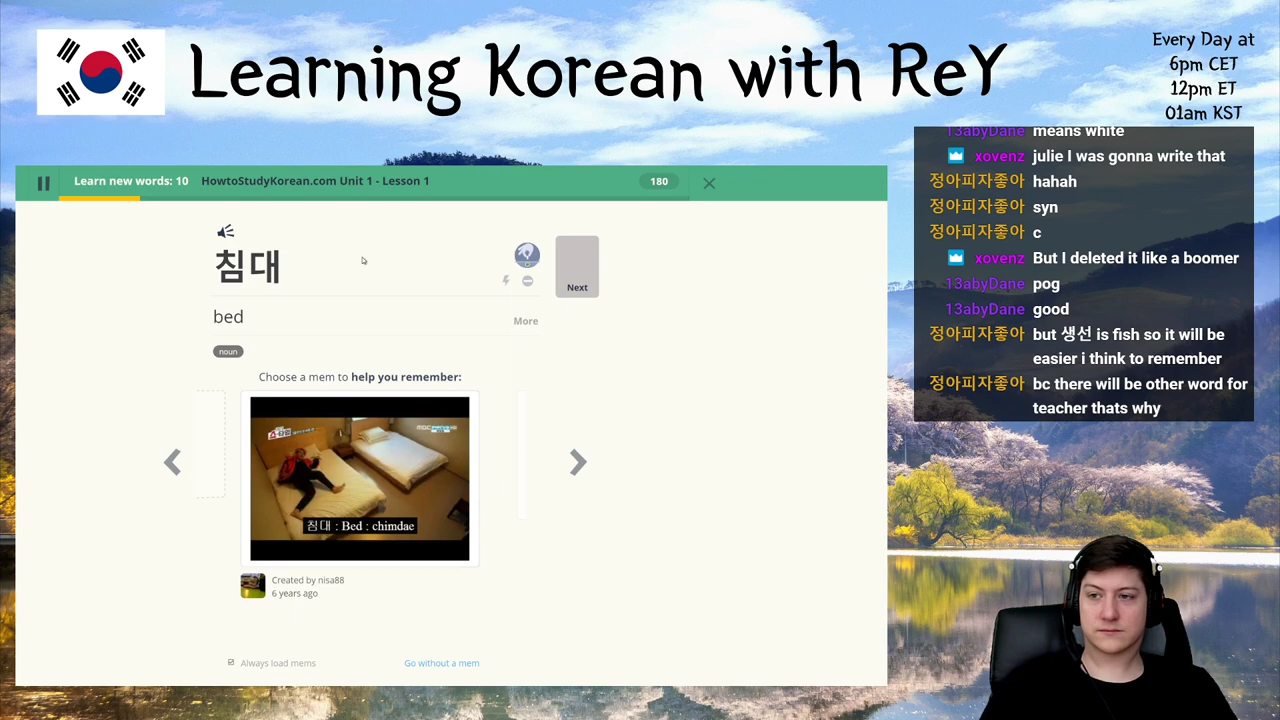 Learning Korean with ReY
Every Day at
6pm CET
12pm ET
01am KST
13abyDane means white
xovenz julie I was gonna write that
정아피자좋아 hahah
정아피자좋아 syn
정아피자좋아 c
xovenz But I deleted it like a boomer
13abyDane pog
13abyDane good
정아피자좋아 but 생선 is fish so it will be
easier i think to remember
정아피자좋아 bc there will be other word for
teacher thats why
Learn new words: 10 HowtoStudyKorean.com Unit 1 - Lesson 1 180
침대
Next
bed
More
noun
Choose a mem to help you remember:
침대 : Bed : chimdae
Created by nisa88
6 years ago
Always load mems Go without a mem